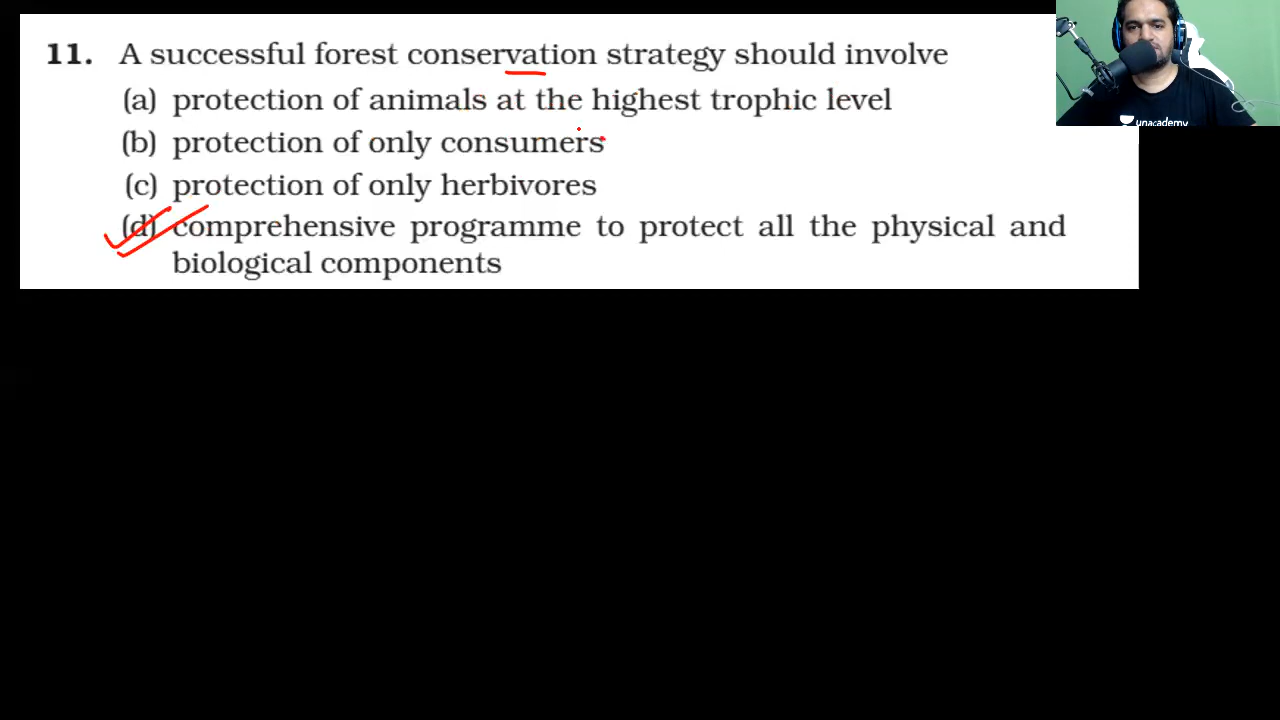 11. A successful forest conservation strategy should involve
(a) protection of animals at the highest trophic level
(b) protection of only consumers
(c) protection of only herbivores
(d) comprehensive programme to protect all the physical and
biological components
unacademy